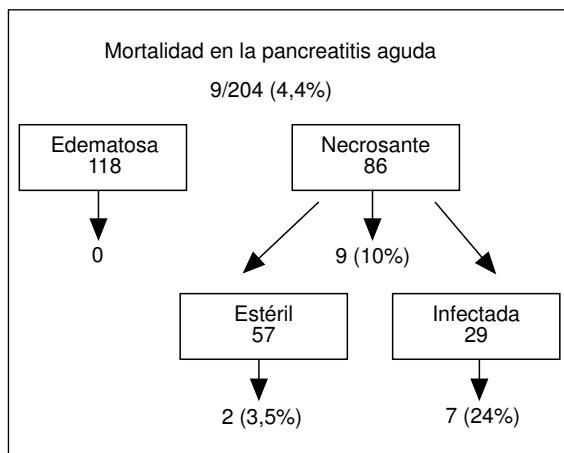 Mortalidad en la pancreatitis aguda
9/204 (4,4%)
Edematosa
118
Necrosante
86
0
9 (10%)
Estéril
57
Infectada
29
2 (3,5%)
7 (24%)